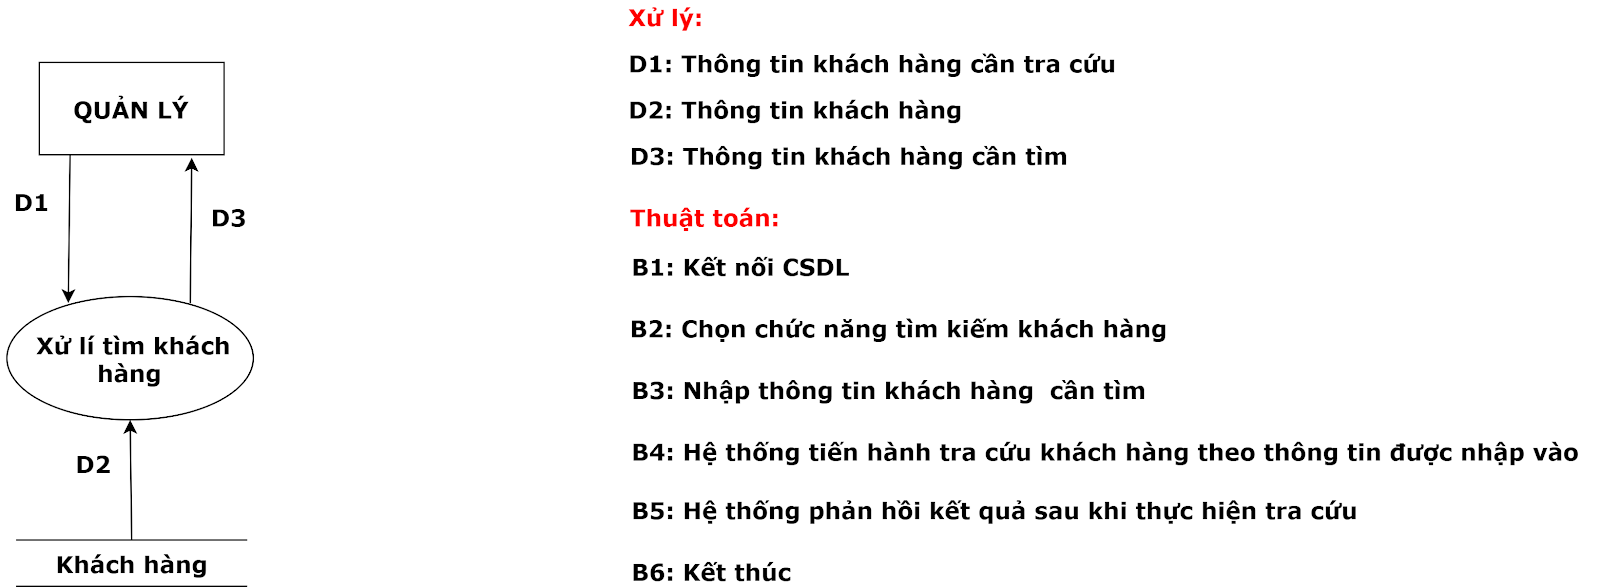 QUẢN LÝ
D1
D3
Xử lí tìm khách
hàng
D2
Khách hàng
Xử lý:
D1: Thông tin khách hàng cần tra cứu
D2: Thông tin khách hàng
D3: Thông tin khách hàng cần tìm
Thuật toán:
B1: Kết nối CSDL
B2: Chọn chức năng tìm kiếm khách hàng
B3: Nhập thông tin khách hàng  cần tìm
B4: Hệ thống tiến hành tra cứu khách hàng theo thông tin được nhập vào
B5: Hệ thống phản hồi kết quả sau khi thực hiện tra cứu
B6: Kết thúc